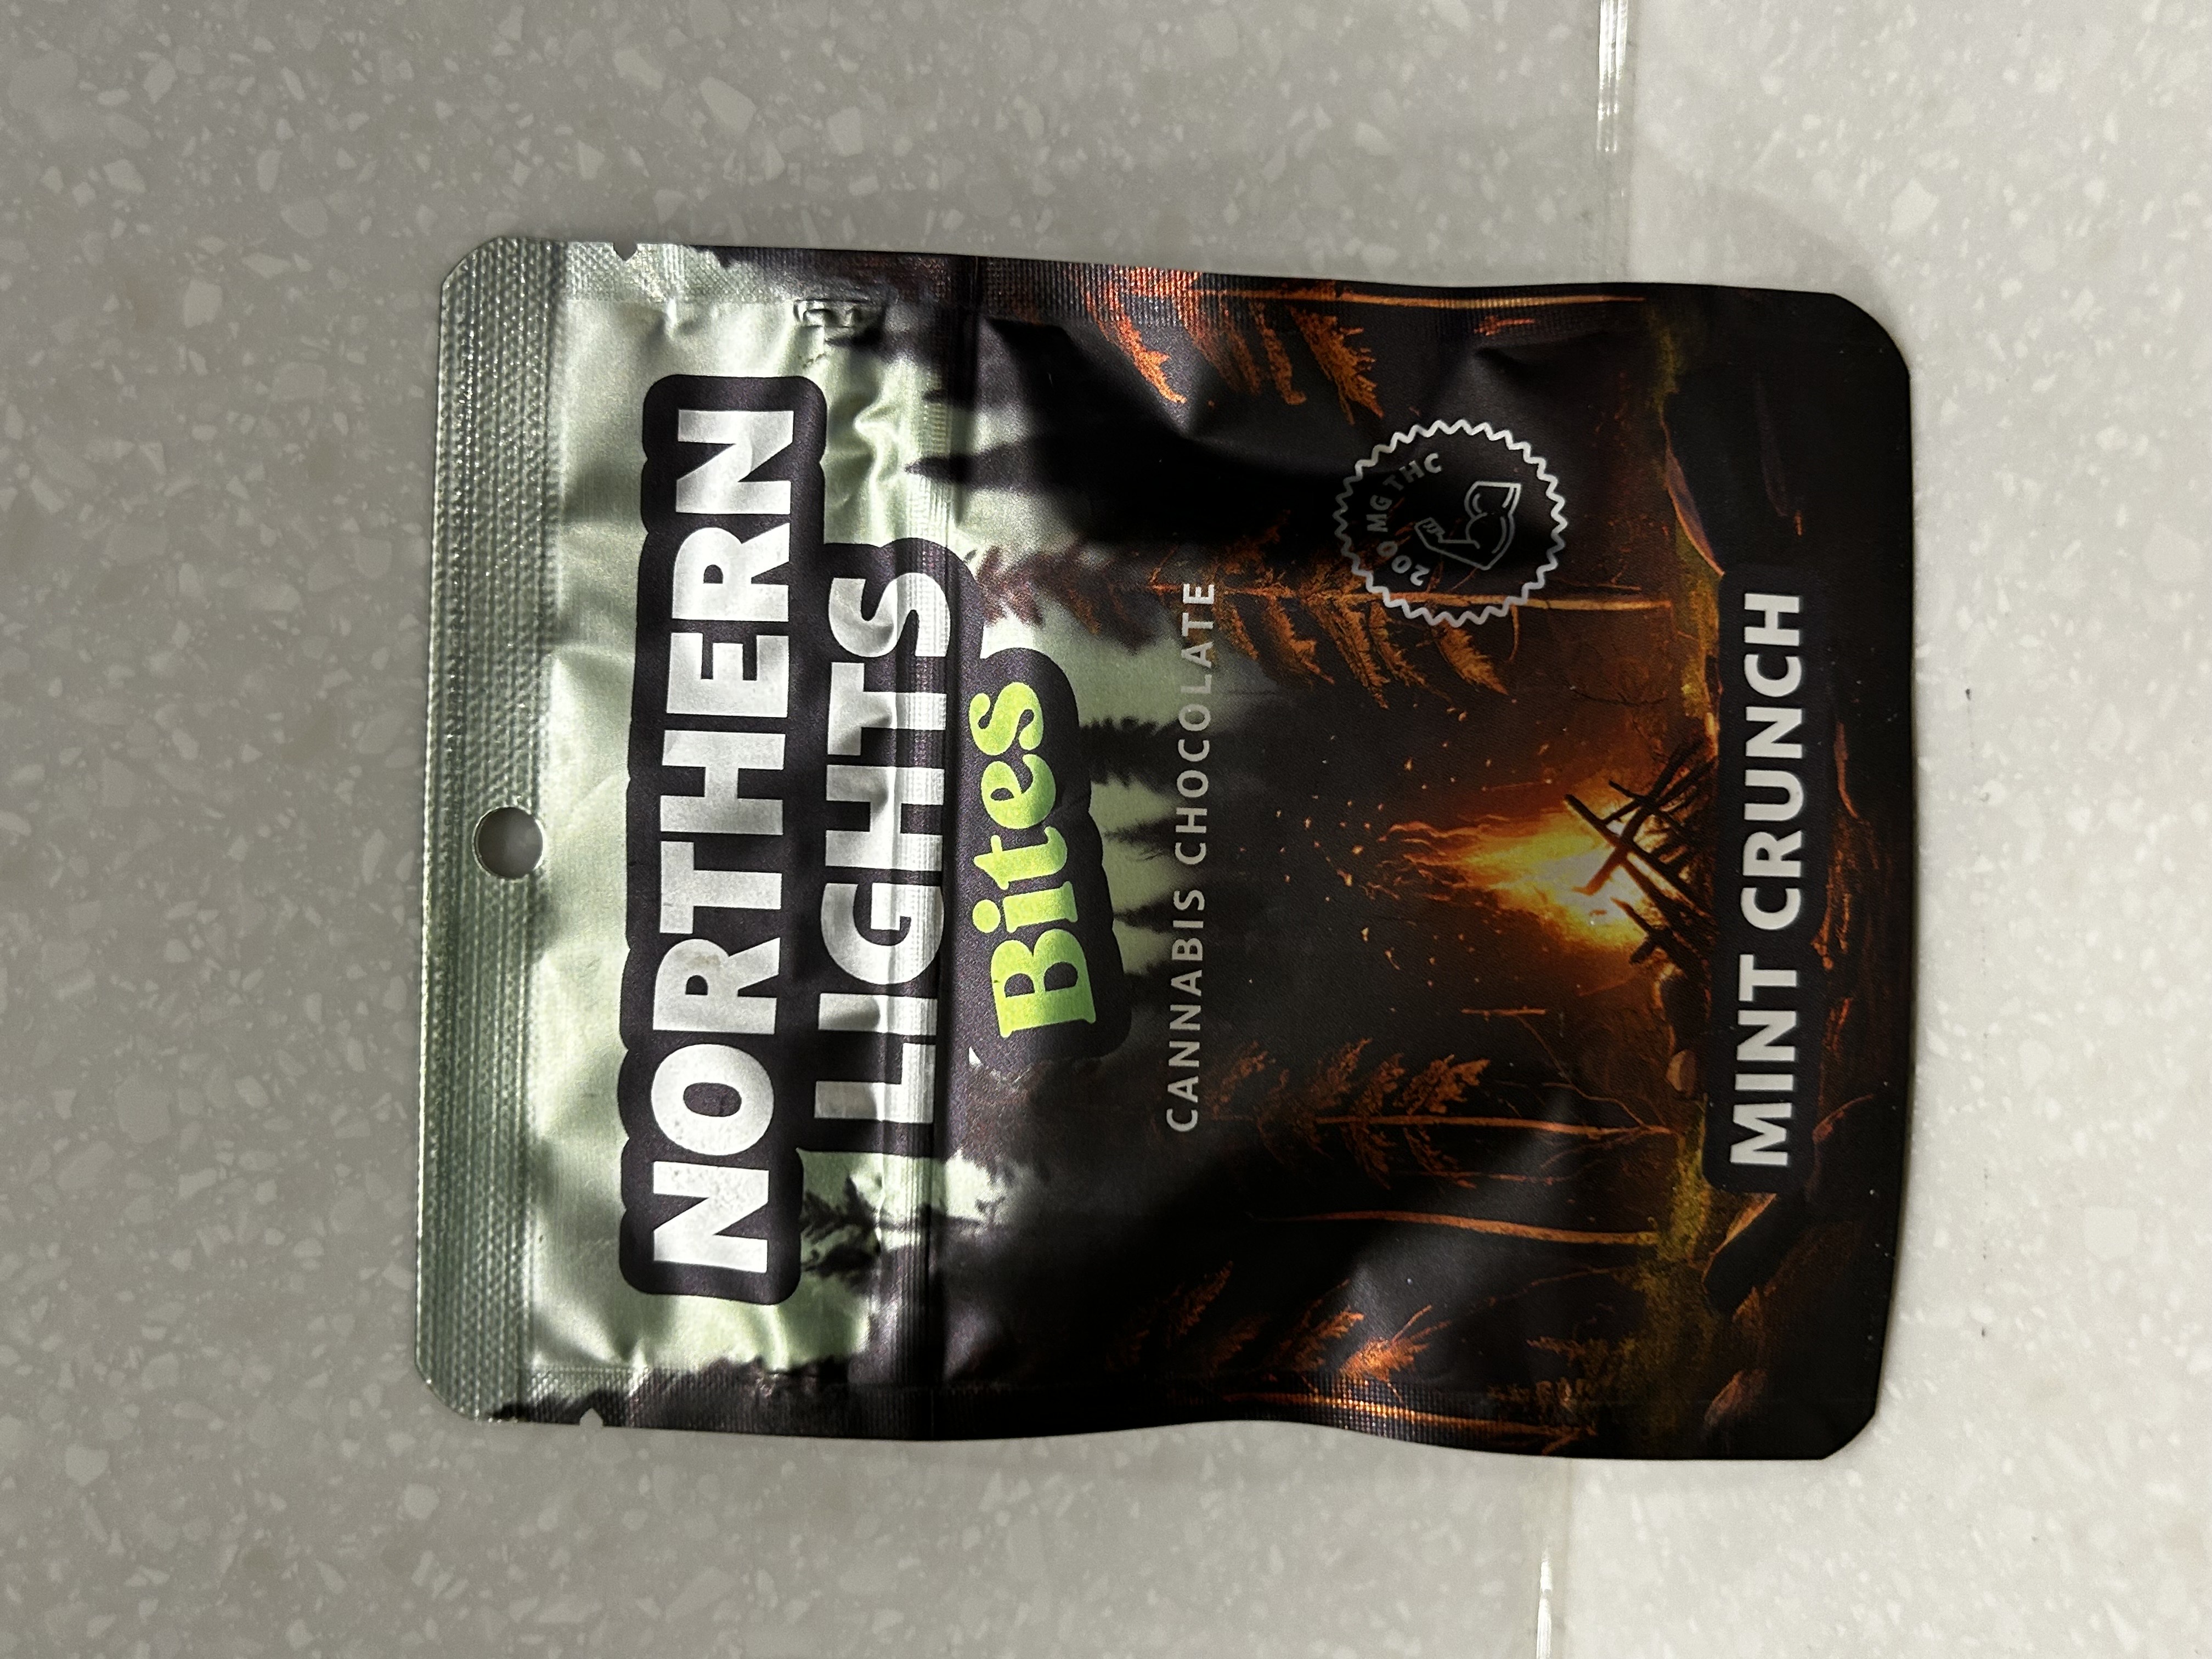 NORTHERN
LIGHTS
Bites
CANNABIS CHOCOLATE
200 MG THC
MINT CRUNCH